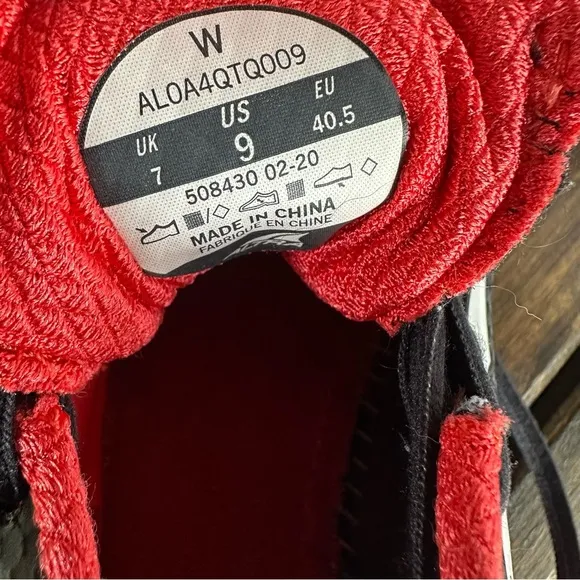 W
AL0A4QTQ009
UK US EU
7 9 40.5
508430 02-20
MADE IN CHINA
FABRIQUE EN CHINE